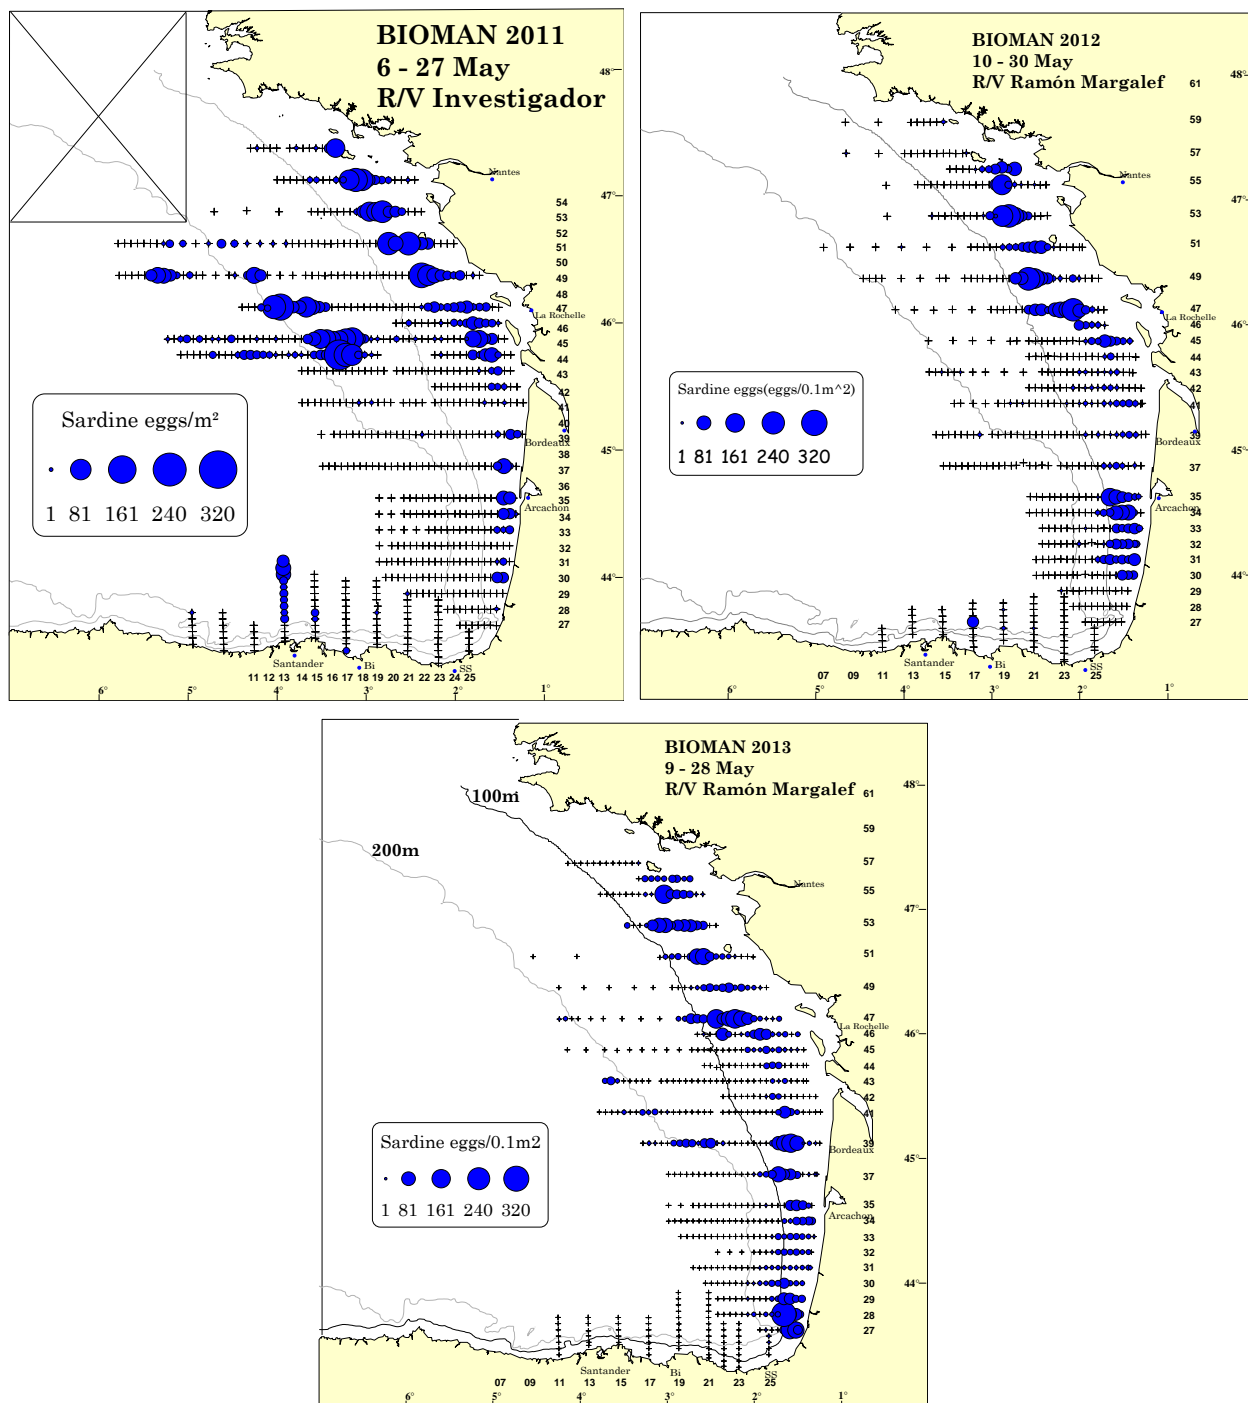 BIOMAN 2011
6 - 27 May
R/V Investigador
48°
Nantes
47°
54
53
52
51
50
49
48
47
La Rochelle
46
46°
45
44
43
42
41
40
39
Bordeaux
45°
38
37
36
35
Arcachon
34
33
32
31
30
44°
29
28
27
Sardine eggs/m²
1 81 161 240 320
Santander
Bi
SS
11 12 13 14 15 16 17 18 19 20 21 22 23 24 25
6° 5° 4° 3° 2° 1°
BIOMAN 2012
10 - 30 May
R/V Ramón Margalef
48°
61
59
57
Nantes
55
47°
53
51
49
47
La Rochelle
46
46°
45
44
43
42
41
39
Bordeaux
45°
37
35
Arcachon
34
33
32
31
30
44°
29
28
27
Sardine eggs(eggs/0.1m^2)
1 81 161 240 320
Santander
Bi
SS
07 09 11 13 15 17 19 21 23 25
6° 5° 4° 3° 2° 1°
BIOMAN 2013
9 - 28 May
R/V Ramón Margalef
48°
61
100m
59
200m
57
Nantes
55
47°
53
51
49
47
La Rochelle
46
46°
45
44
43
42
41
39
Bordeaux
45°
37
35
Arcachon
34
33
32
31
30
44°
29
28
27
Sardine eggs/0.1m2
1 81 161 240 320
Santander
Bi
SS
07 09 11 13 15 17 19 21 23 25
6° 5° 4° 3° 2° 1°